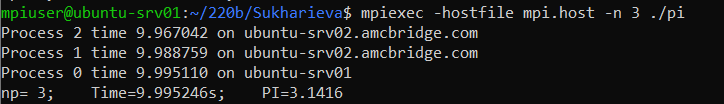 mpiuser@ubuntu-srv01:~/220b/Sukharieva$ mpiexec -hostfile mpi.host -n 3 ./pi
Process 2 time 9.967042 on ubuntu-srv02.amcbridge.com
Process 1 time 9.988759 on ubuntu-srv02.amcbridge.com
Process 0 time 9.995110 on ubuntu-srv01
np= 3;    Time=9.995246s;    PI=3.1416